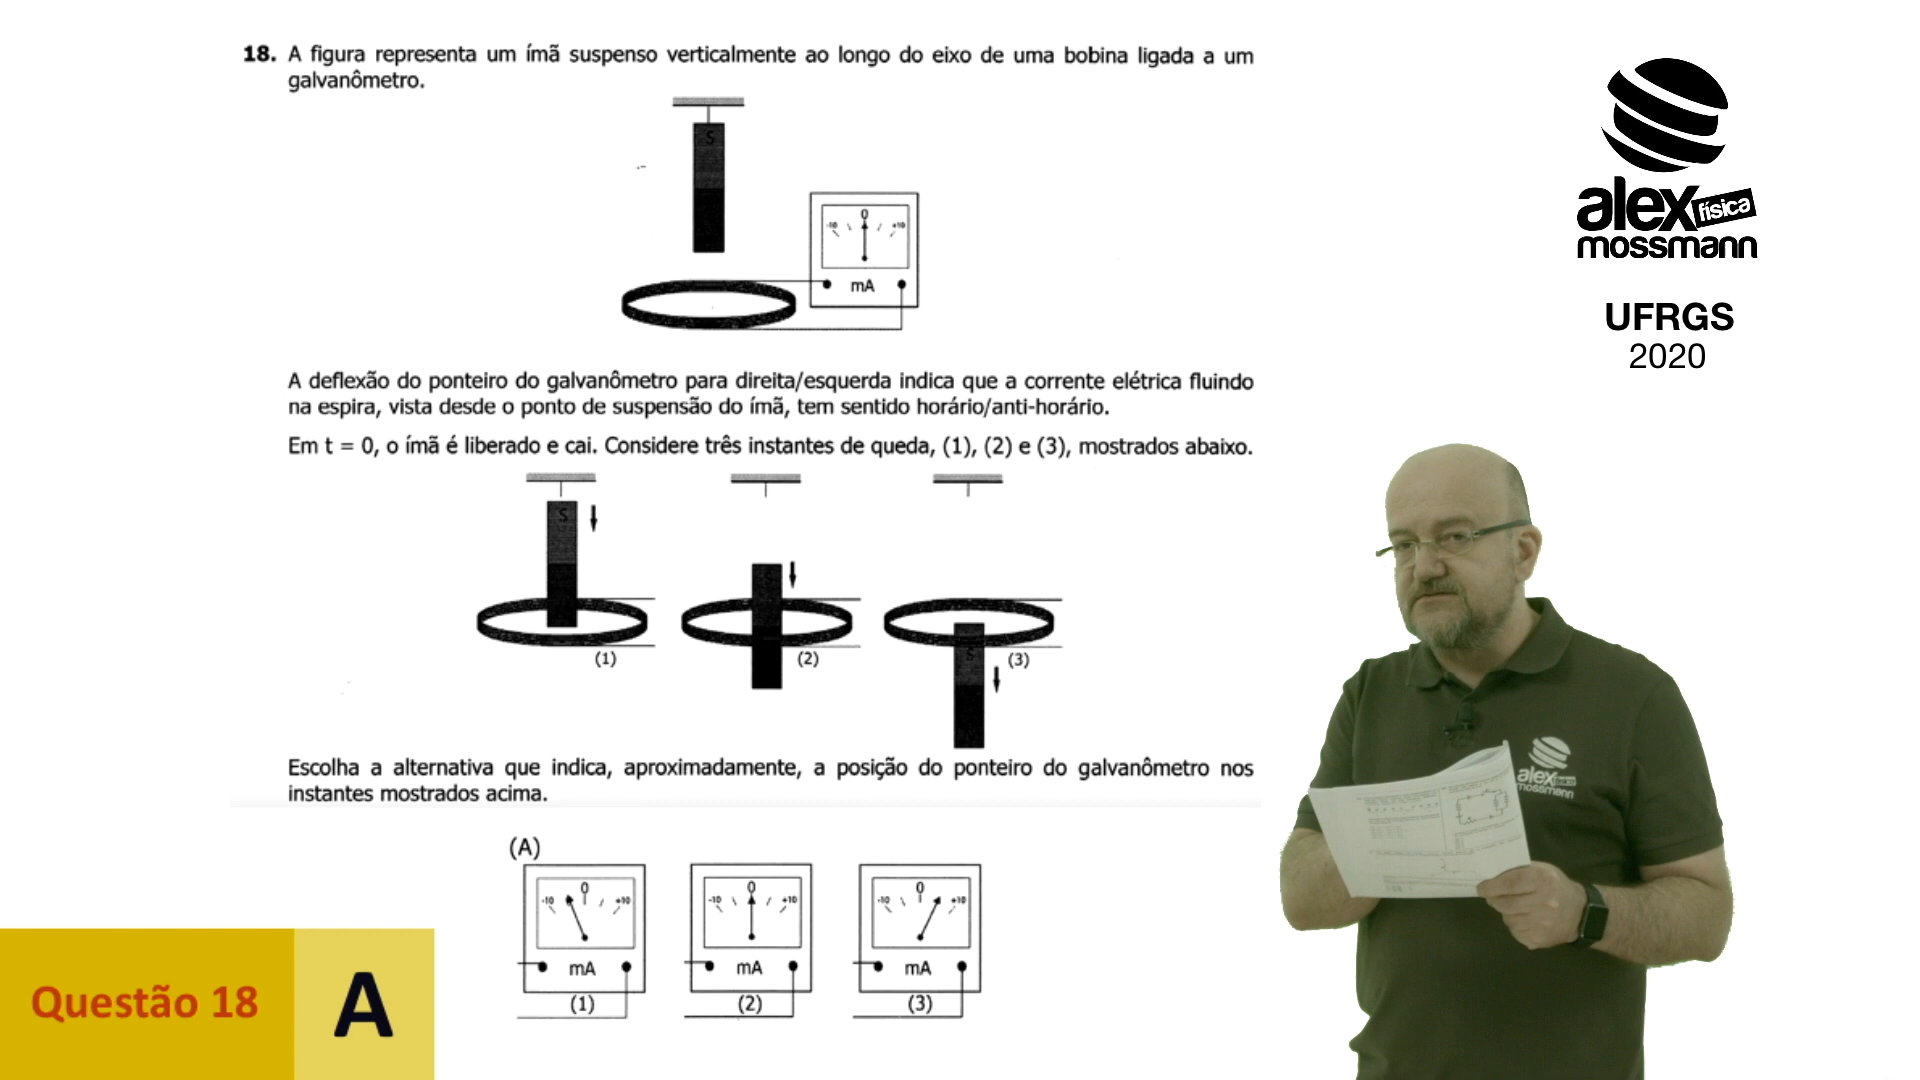 18. A figura representa um ímã suspenso verticalmente ao longo do eixo de uma bobina ligada a um
galvanômetro.
S
0
-10 +10
mA
A deflexão do ponteiro do galvanômetro para direita/esquerda indica que a corrente elétrica fluindo
na espira, vista desde o ponto de suspensão do ímã, tem sentido horário/anti-horário.
Em t = 0, o ímã é liberado e cai. Considere três instantes de queda, (1), (2) e (3), mostrados abaixo.
S S S
(1) (2) (3)
Escolha a alternativa que indica, aproximadamente, a posição do ponteiro do galvanômetro nos
instantes mostrados acima.
(A)
0 0 0
-10 +10 -10 +10 -10 +10
mA mA mA
(1) (2) (3)
Questão 18 A
alex física
mossmann
UFRGS
2020
alex
mossmann